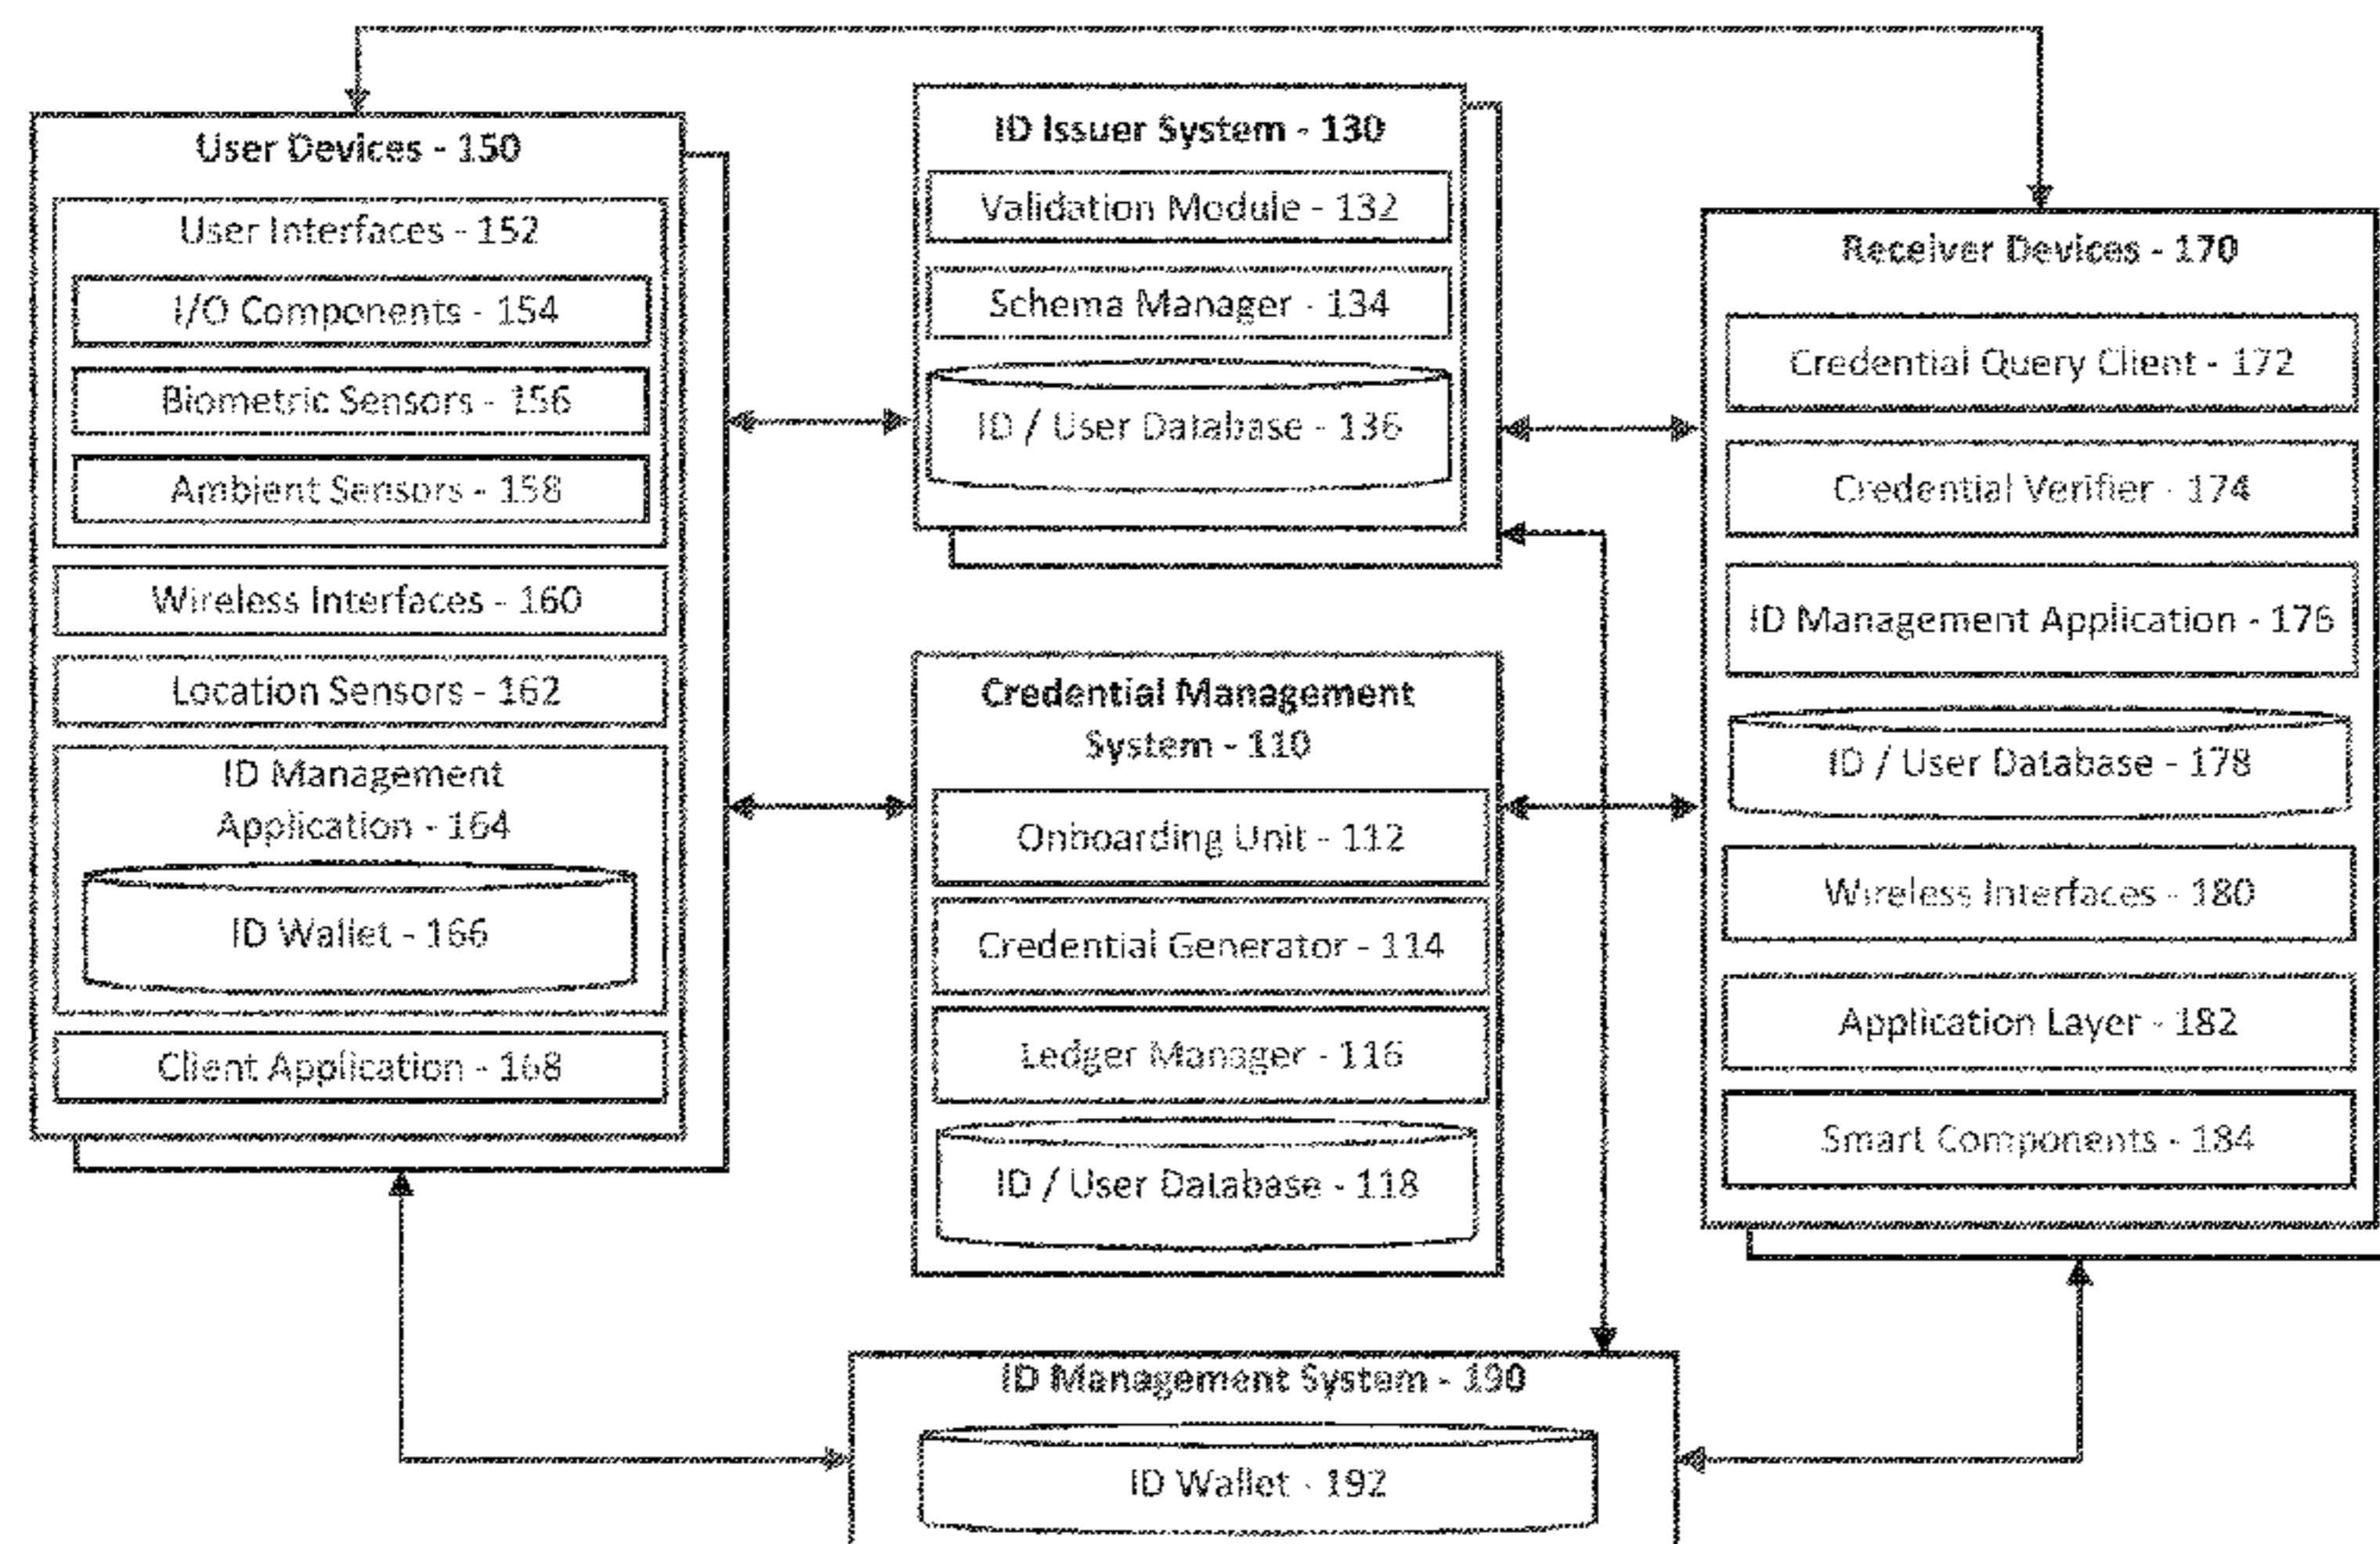 User Devices - 150
User Interfaces - 152
I/O Components - 154
Biometric Sensors - 156
Ambient Sensors - 158
Wireless Interfaces - 160
Location Sensors - 162
ID Management
Application - 164
ID Wallet - 166
Client Application - 168
ID Issuer System - 130
Validation Module - 132
Schema Manager - 134
ID / User Database - 136
Credential Management
System - 110
Onboarding Unit - 112
Credential Generator - 114
Ledger Manager - 116
ID / User Database - 118
Receiver Devices - 170
Credential Query Client - 172
Credential Verifier - 174
ID Management Application - 176
ID / User Database - 178
Wireless Interfaces - 180
Application Layer - 182
Smart Components - 184
ID Management System - 190
ID Wallet - 192